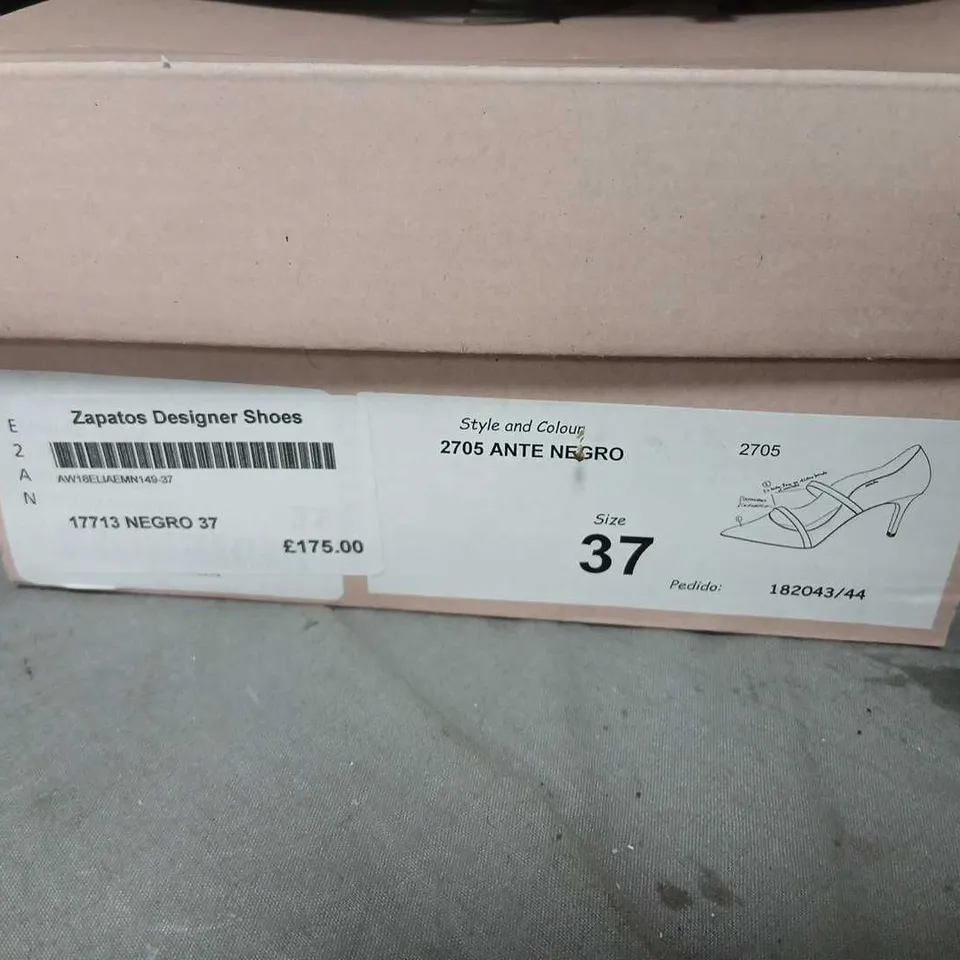 E
2
A
N
Zapatos Designer Shoes
AW18ELIAEMN149-37
17713 NEGRO 37
£175.00
Style and Colour
2705 ANTE NEGRO
Size
37
2705
Pedido: 182043/44